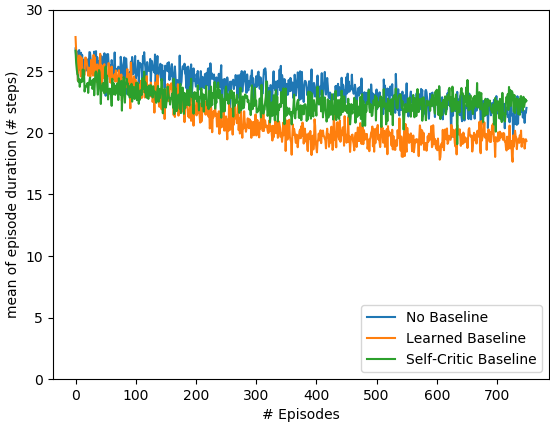 30
25
20
15
10
5
0
mean of episode duration (# steps)
No Baseline
Learned Baseline
Self-Critic Baseline
0 100 200 300 400 500 600 700
# Episodes